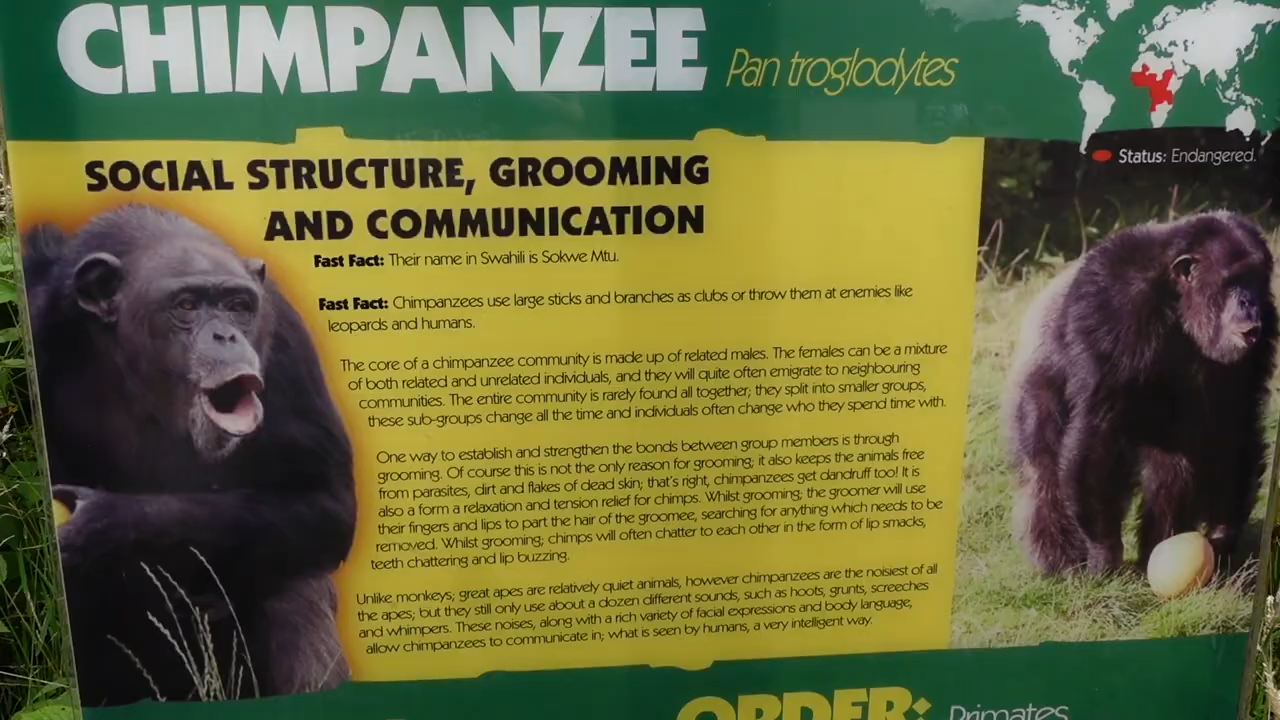 CHIMPANZEE Pan troglodytes
Status: Endangered.
SOCIAL STRUCTURE, GROOMING
AND COMMUNICATION
Fast Fact: Their name in Swahili is Sokwe Mtu.
Fast Fact: Chimpanzees use large sticks and branches as clubs or throw them at enemies like
leopards and humans.
The core of a chimpanzee community is made up of related males. The females can be a mixture
of both related and unrelated individuals, and they will quite often emigrate to neighbouring
communities. The entire community is rarely found all together; they split into smaller groups,
these sub-groups change all the time and individuals often change who they spend time with.
One way to establish and strengthen the bonds between group members is through
grooming. Of course this is not the only reason for grooming; it also keeps the animals free
from parasites, dirt and flakes of dead skin; that's right, chimpanzees get dandruff too! It is
also a form a relaxation and tension relief for chimps. Whilst grooming; the groomer will use
their fingers and lips to part the hair of the groomee, searching for anything which needs to be
removed. Whilst grooming; chimps will often chatter to each other in the form of lip smacks,
teeth chattering and lip buzzing.
Unlike monkeys; great apes are relatively quiet animals, however chimpanzees are the noisiest of all
the apes; but they still only use about a dozen different sounds, such as hoots, grunts, screeches
and whimpers. These noises, along with a rich variety of facial expressions and body language,
allow chimpanzees to communicate in; what is seen by humans, a very intelligent way.
ORDER: Primates